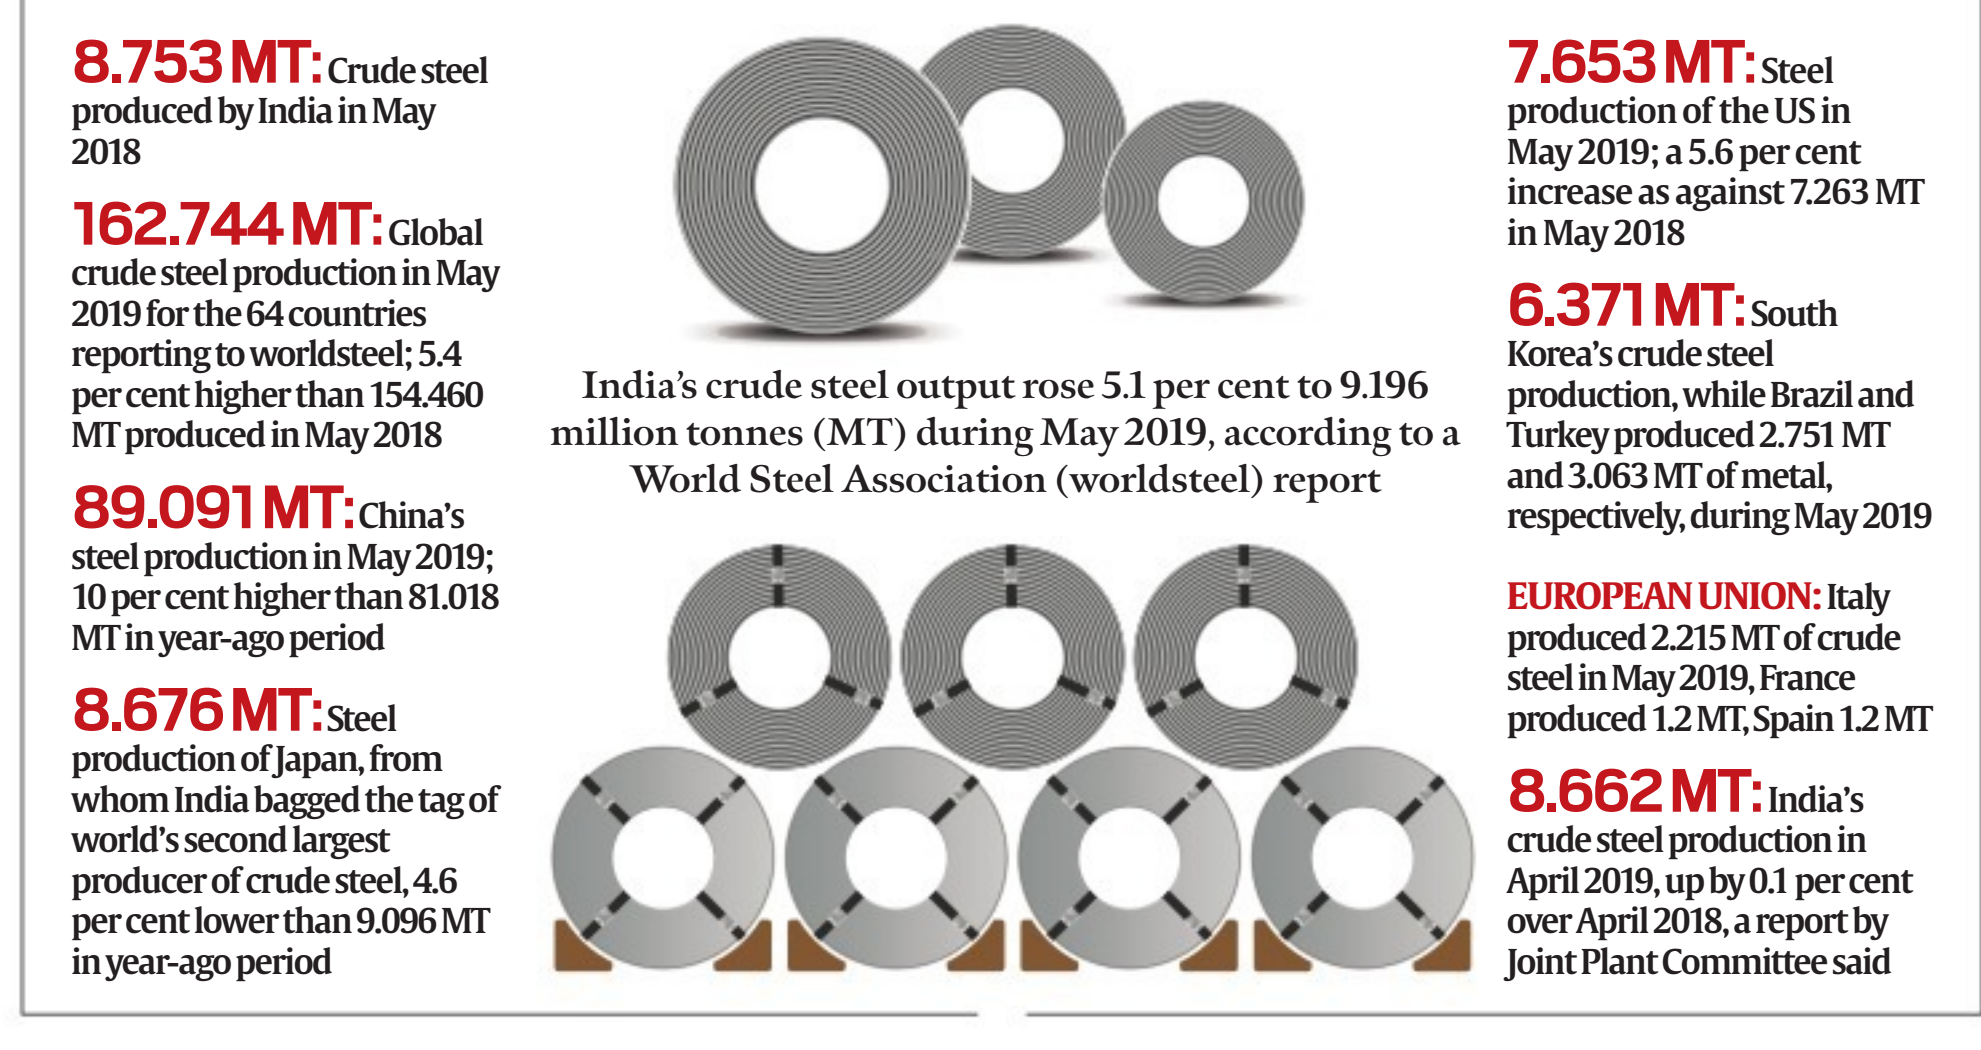 8.753 MT: Crude steel
produced by India in May
2018
162.744 MT: Global
crude steel production in May
2019 for the 64 countries
reporting to worldsteel; 5.4
per cent higher than 154.460
MT produced in May 2018
89.091 MT: China’s
steel production in May 2019;
10 per cent higher than 81.018
MT in year-ago period
8.676 MT: Steel
production of Japan, from
whom India bagged the tag of
world’s second largest
producer of crude steel, 4.6
per cent lower than 9.096 MT
in year-ago period
India’s crude steel output rose 5.1 per cent to 9.196
million tonnes (MT) during May 2019, according to a
World Steel Association (worldsteel) report
7.653 MT: Steel
production of the US in
May 2019; a 5.6 per cent
increase as against 7.263 MT
in May 2018
6.371 MT: South
Korea’s crude steel
production, while Brazil and
Turkey produced 2.751 MT
and 3.063 MT of metal,
respectively, during May 2019
EUROPEAN UNION: Italy
produced 2.215 MT of crude
steel in May 2019, France
produced 1.2 MT, Spain 1.2 MT
8.662 MT: India’s
crude steel production in
April 2019, up by 0.1 per cent
over April 2018, a report by
Joint Plant Committee said